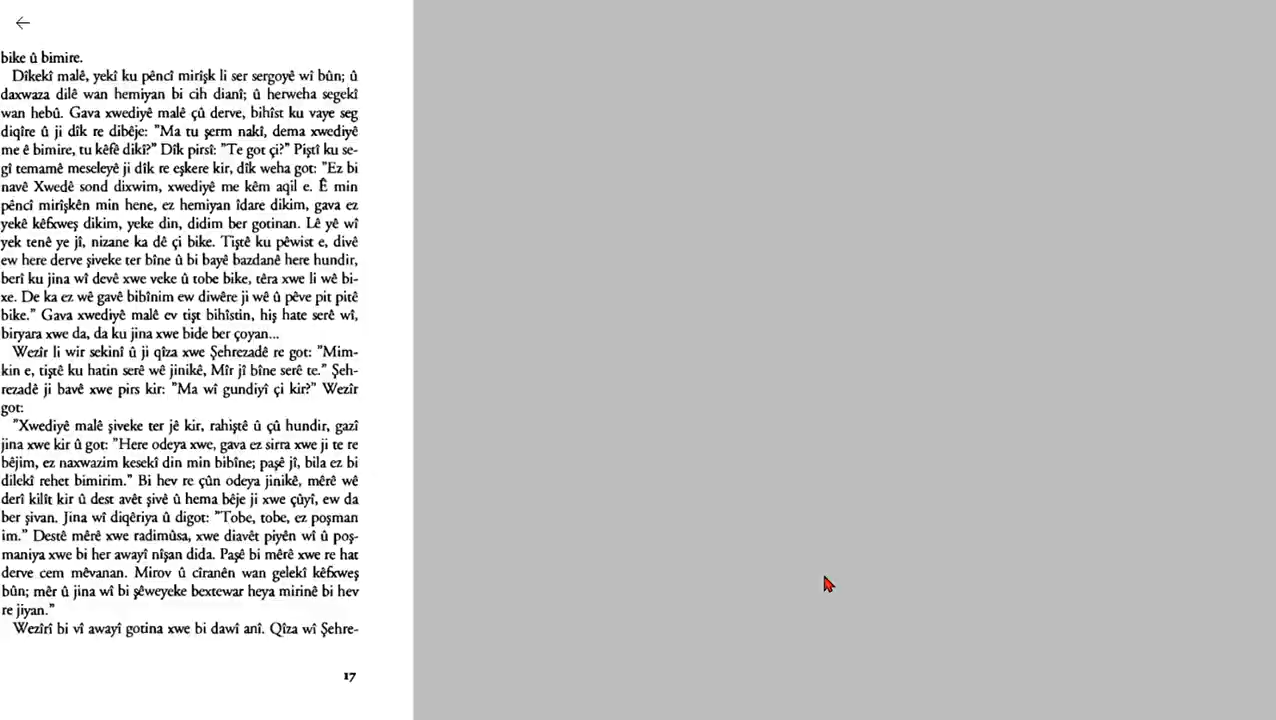 bike û bimire.
Dîkekî malê, yekî ku pêncî mirîşk li ser sergoyê wî bûn; û
daxwaza dilê wan hemiyan bi cih dianî; û herweha segekî
wan hebû. Gava xwediyê malê çû derve, bihîst ku vaye seg
diqîre û ji dîk re dibêje: "Ma tu şerm nakî, dema xwediyê
me ê bimire, tu kêfê dikî?" Dîk pirsî: "Te got çi?" Piştî ku se-
gî temamê meseleyê ji dîk re eşkere kir, dîk weha got: "Ez bi
navê Xwedê sond dixwim, xwediyê me kêm aqil e. Ê min
pêncî mirîşkên min hene, ez hemiyan îdare dikim, gava ez
yekê kêfxweş dikim, yeke din, didim ber gotinan. Lê yê wî
yek tenê ye jî, nizane ka dê çi bike. Tiştê ku pêwist e, divê
ew here derve şiveke ter bîne û bi bayê bazdanê here hundir,
berî ku jina wî devê xwe veke û tobe bike, têra xwe li wê bi-
xe. De ka ez wê gavê bibînim ew diwêre ji wê û pêve pit pitê
bike." Gava xwediyê malê ev tişt bihîstin, hiş hate serê wî,
biryara xwe da, da ku jina xwe bide ber çoyan...
Wezîr li wir sekinî û ji qîza xwe Şehrezadê re got: "Mim-
kin e, tiştê ku hatin serê wê jinikê, Mîr jî bîne serê te." Şeh-
rezadê ji bavê xwe pirs kir: "Ma wî gundiyî çi kir?" Wezîr
got:
"Xwediyê malê şiveke ter jê kir, rahiştê û çû hundir, gazî
jina xwe kir û got: "Here odeya xwe, gava ez sirra xwe ji te re
bêjim, ez naxwazim kesekî din min bibîne; paşê jî, bila ez bi
dilekî rehet bimirim." Bi hev re çûn odeya jinikê, mêrê wê
derî kilît kir û dest avêt şivê û hema bêje ji xwe çûyî, ew da
ber şivan. Jina wî diqêriya û digot: "Tobe, tobe, ez poşman
im." Destê mêrê xwe radimûsa, xwe diavêt piyên wî û poş-
maniya xwe bi her awayî nîşan dida. Paşê bi mêrê xwe re hat
derve cem mêvanan. Mirov û cîranên wan gelekî kêfxweş
bûn; mêr û jina wî bi şêweyeke bextewar heya mirinê bi hev
re jiyan."
Wezîrî bi vî awayî gotina xwe bi dawî anî. Qîza wî Şehre-
17